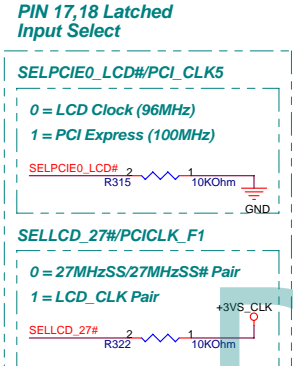 PIN 17,18 Latched
Input Select
SELPCIE0_LCD#/PCI_CLK5
0 = LCD Clock (96MHz)
1 = PCI Express (100MHz)
SELPCIE0_LCD# 2 1
R315 10KOhm
GND
SELLCD_27#/PCICLK_F1
0 = 27MHzSS/27MHzSS# Pair
1 = LCD_CLK Pair
+3VS_CLK
SELLCD_27# 2 1
R322 10KOhm